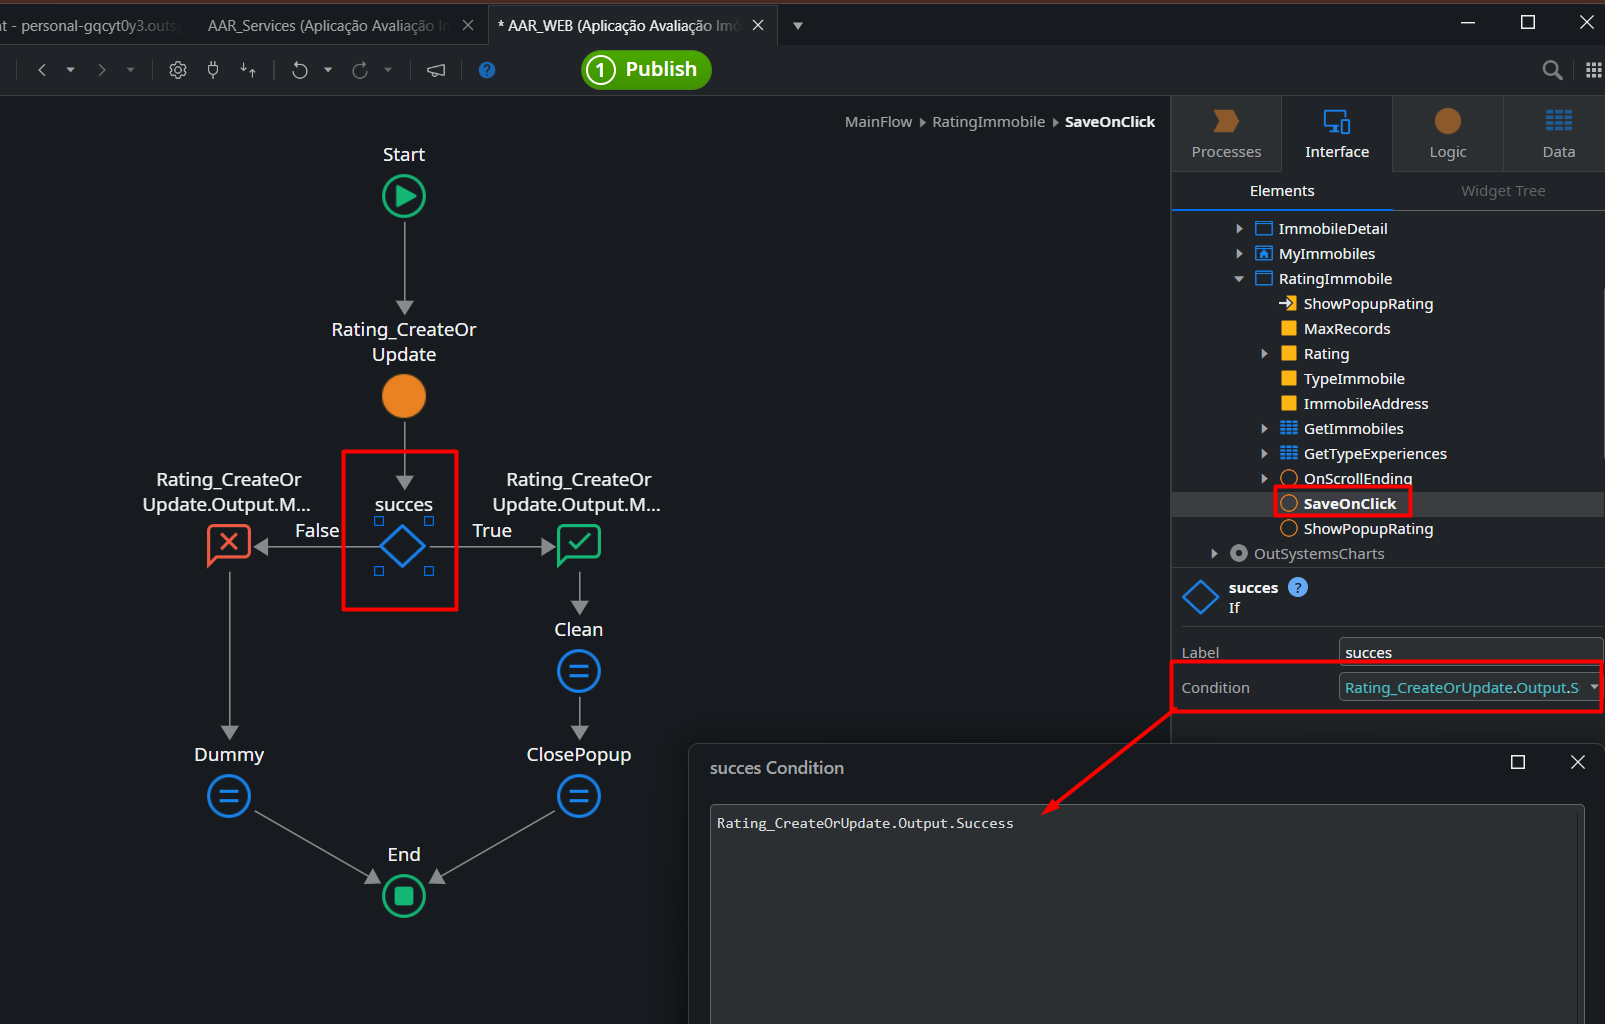 t - personal-gqcyt0y3.outsy
AAR_Services (Aplicação Avaliação In
* AAR_WEB (Aplicação Avaliação Imó
1 Publish
MainFlow RatingImmobile SaveOnClick
Processes
Interface
Logic
Data
Elements
Widget Tree
ImmobileDetail
MyImmobiles
RatingImmobile
ShowPopupRating
MaxRecords
Rating
TypeImmobile
ImmobileAddress
GetImmobiles
GetTypeExperiences
OnScrollEnding
SaveOnClick
ShowPopupRating
OutSystemsCharts
succes ?
If
Label succes
Condition Rating_CreateOrUpdate.Output.S
succes Condition
Rating_CreateOrUpdate.Output.Success
Start
Rating_CreateOr
Update
Rating_CreateOr
Update.Output.M...
succes
Rating_CreateOr
Update.Output.M...
False
True
Clean
Dummy
ClosePopup
End